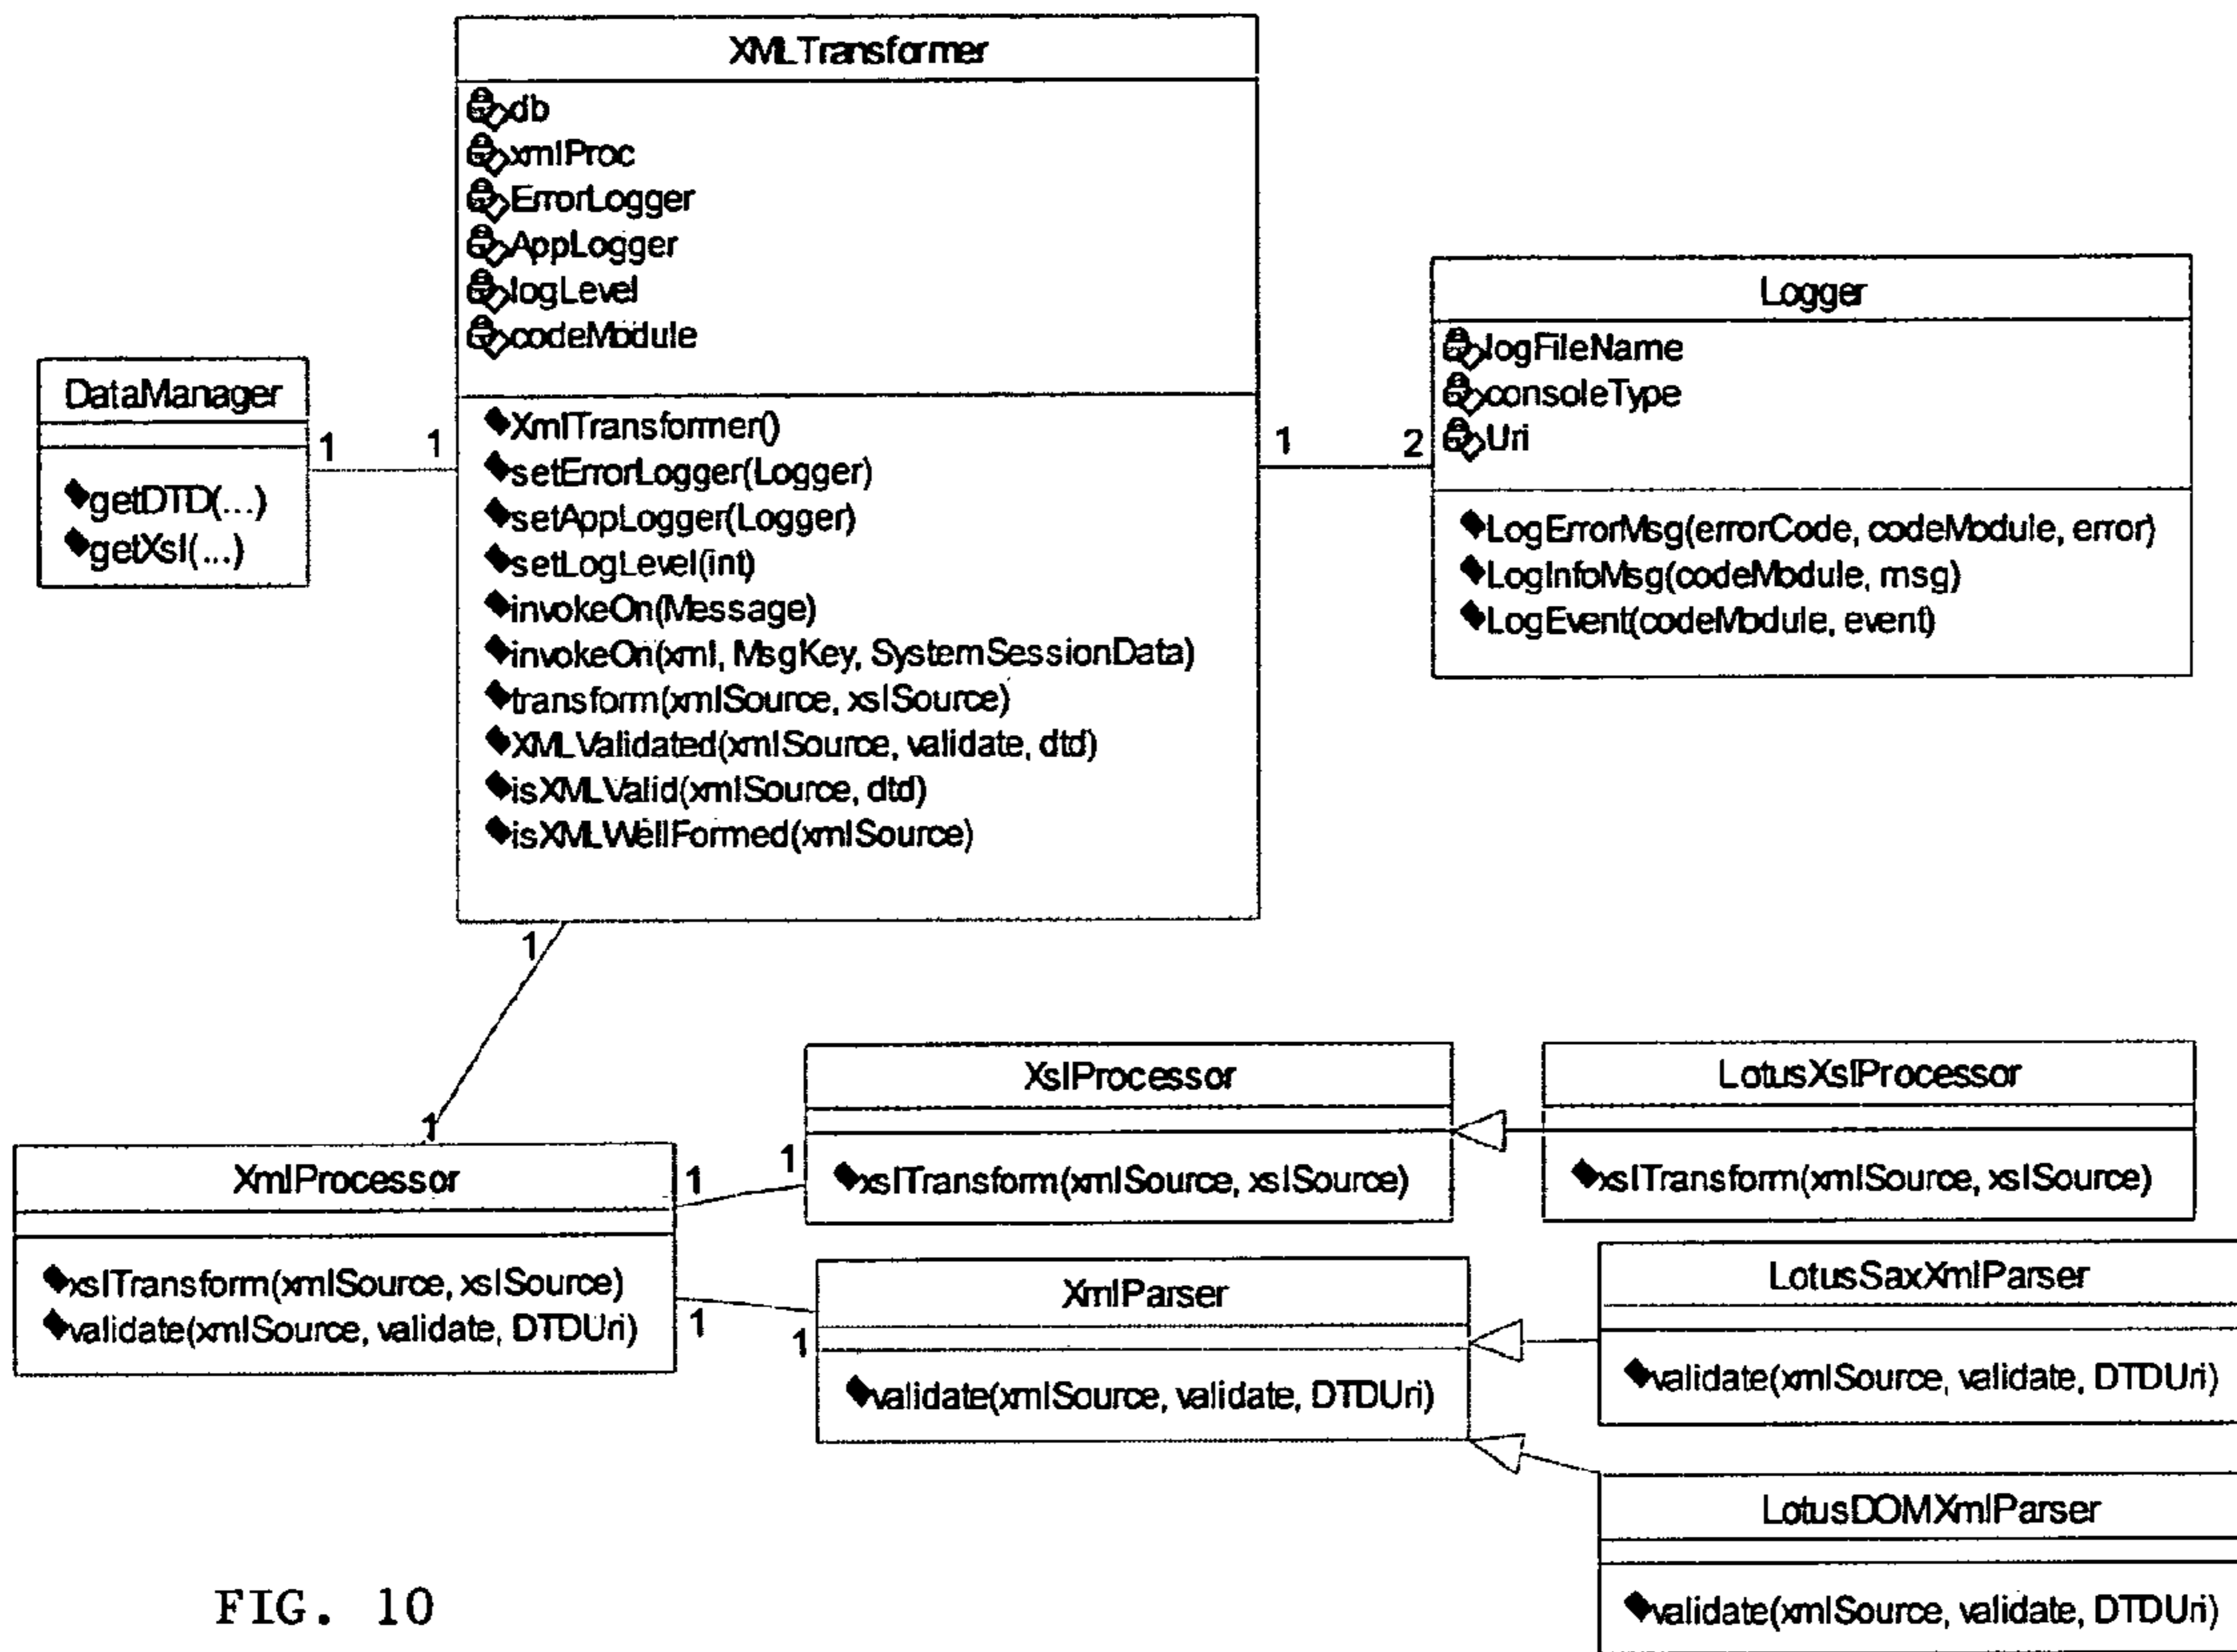 XMLTransformer
db
xmlProc
ErrorLogger
AppLogger
logLevel
codeModule
XmlTransformer()
setErrorLogger(Logger)
setAppLogger(Logger)
setLogLevel(int)
invokeOn(Message)
invokeOn(xml, MsgKey, SystemSessionData)
transform(xmlSource, xslSource)
XMLValidated(xmlSource, validate, dtd)
isXMLValid(xmlSource, dtd)
isXMLWellFormed(xmlSource)
DataManager
getDTD(...)
getXsl(...)
1
1
1
2
Logger
logFileName
consoleType
Uri
LogErrorMsg(errorCode, codeModule, error)
LogInfoMsg(codeModule, msg)
LogEvent(codeModule, event)
1
1
XmlProcessor
xslTransform(xmlSource, xslSource)
validate(xmlSource, validate, DTDUri)
1
1
XslProcessor
xslTransform(xmlSource, xslSource)
LotusXslProcessor
xslTransform(xmlSource, xslSource)
1
1
XmlParser
validate(xmlSource, validate, DTDUri)
LotusSaxXmlParser
validate(xmlSource, validate, DTDUri)
LotusDOMXmlParser
validate(xmlSource, validate, DTDUri)
FIG. 10